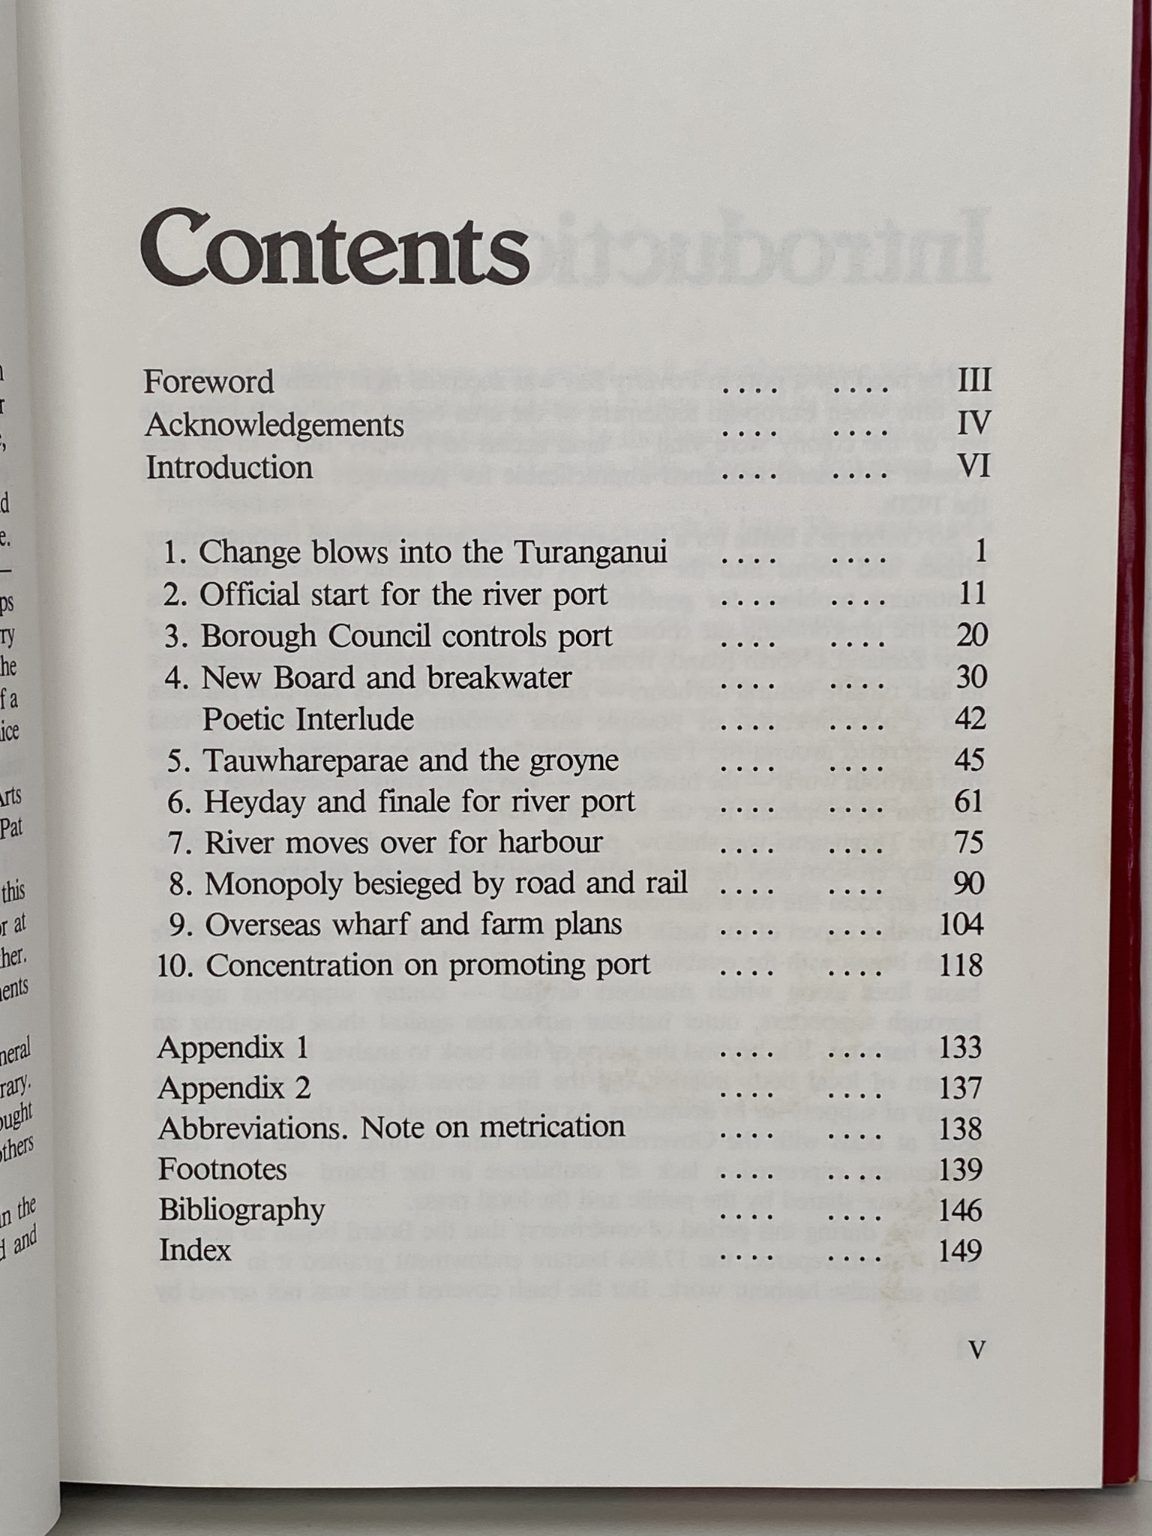 Contents
Foreword .... .... III
Acknowledgements .... .... IV
Introduction .... .... VI
1. Change blows into the Turanganui .... .... 1
2. Official start for the river port .... .... 11
3. Borough Council controls port .... .... 20
4. New Board and breakwater .... .... 30
Poetic Interlude .... .... 42
5. Tauwhareparae and the groyne .... .... 45
6. Heyday and finale for river port .... .... 61
7. River moves over for harbour .... .... 75
8. Monopoly besieged by road and rail .... .... 90
9. Overseas wharf and farm plans .... .... 104
10. Concentration on promoting port .... .... 118
Appendix 1 .... .... 133
Appendix 2 .... .... 137
Abbreviations. Note on metrication .... .... 138
Footnotes .... .... 139
Bibliography .... .... 146
Index .... .... 149
V